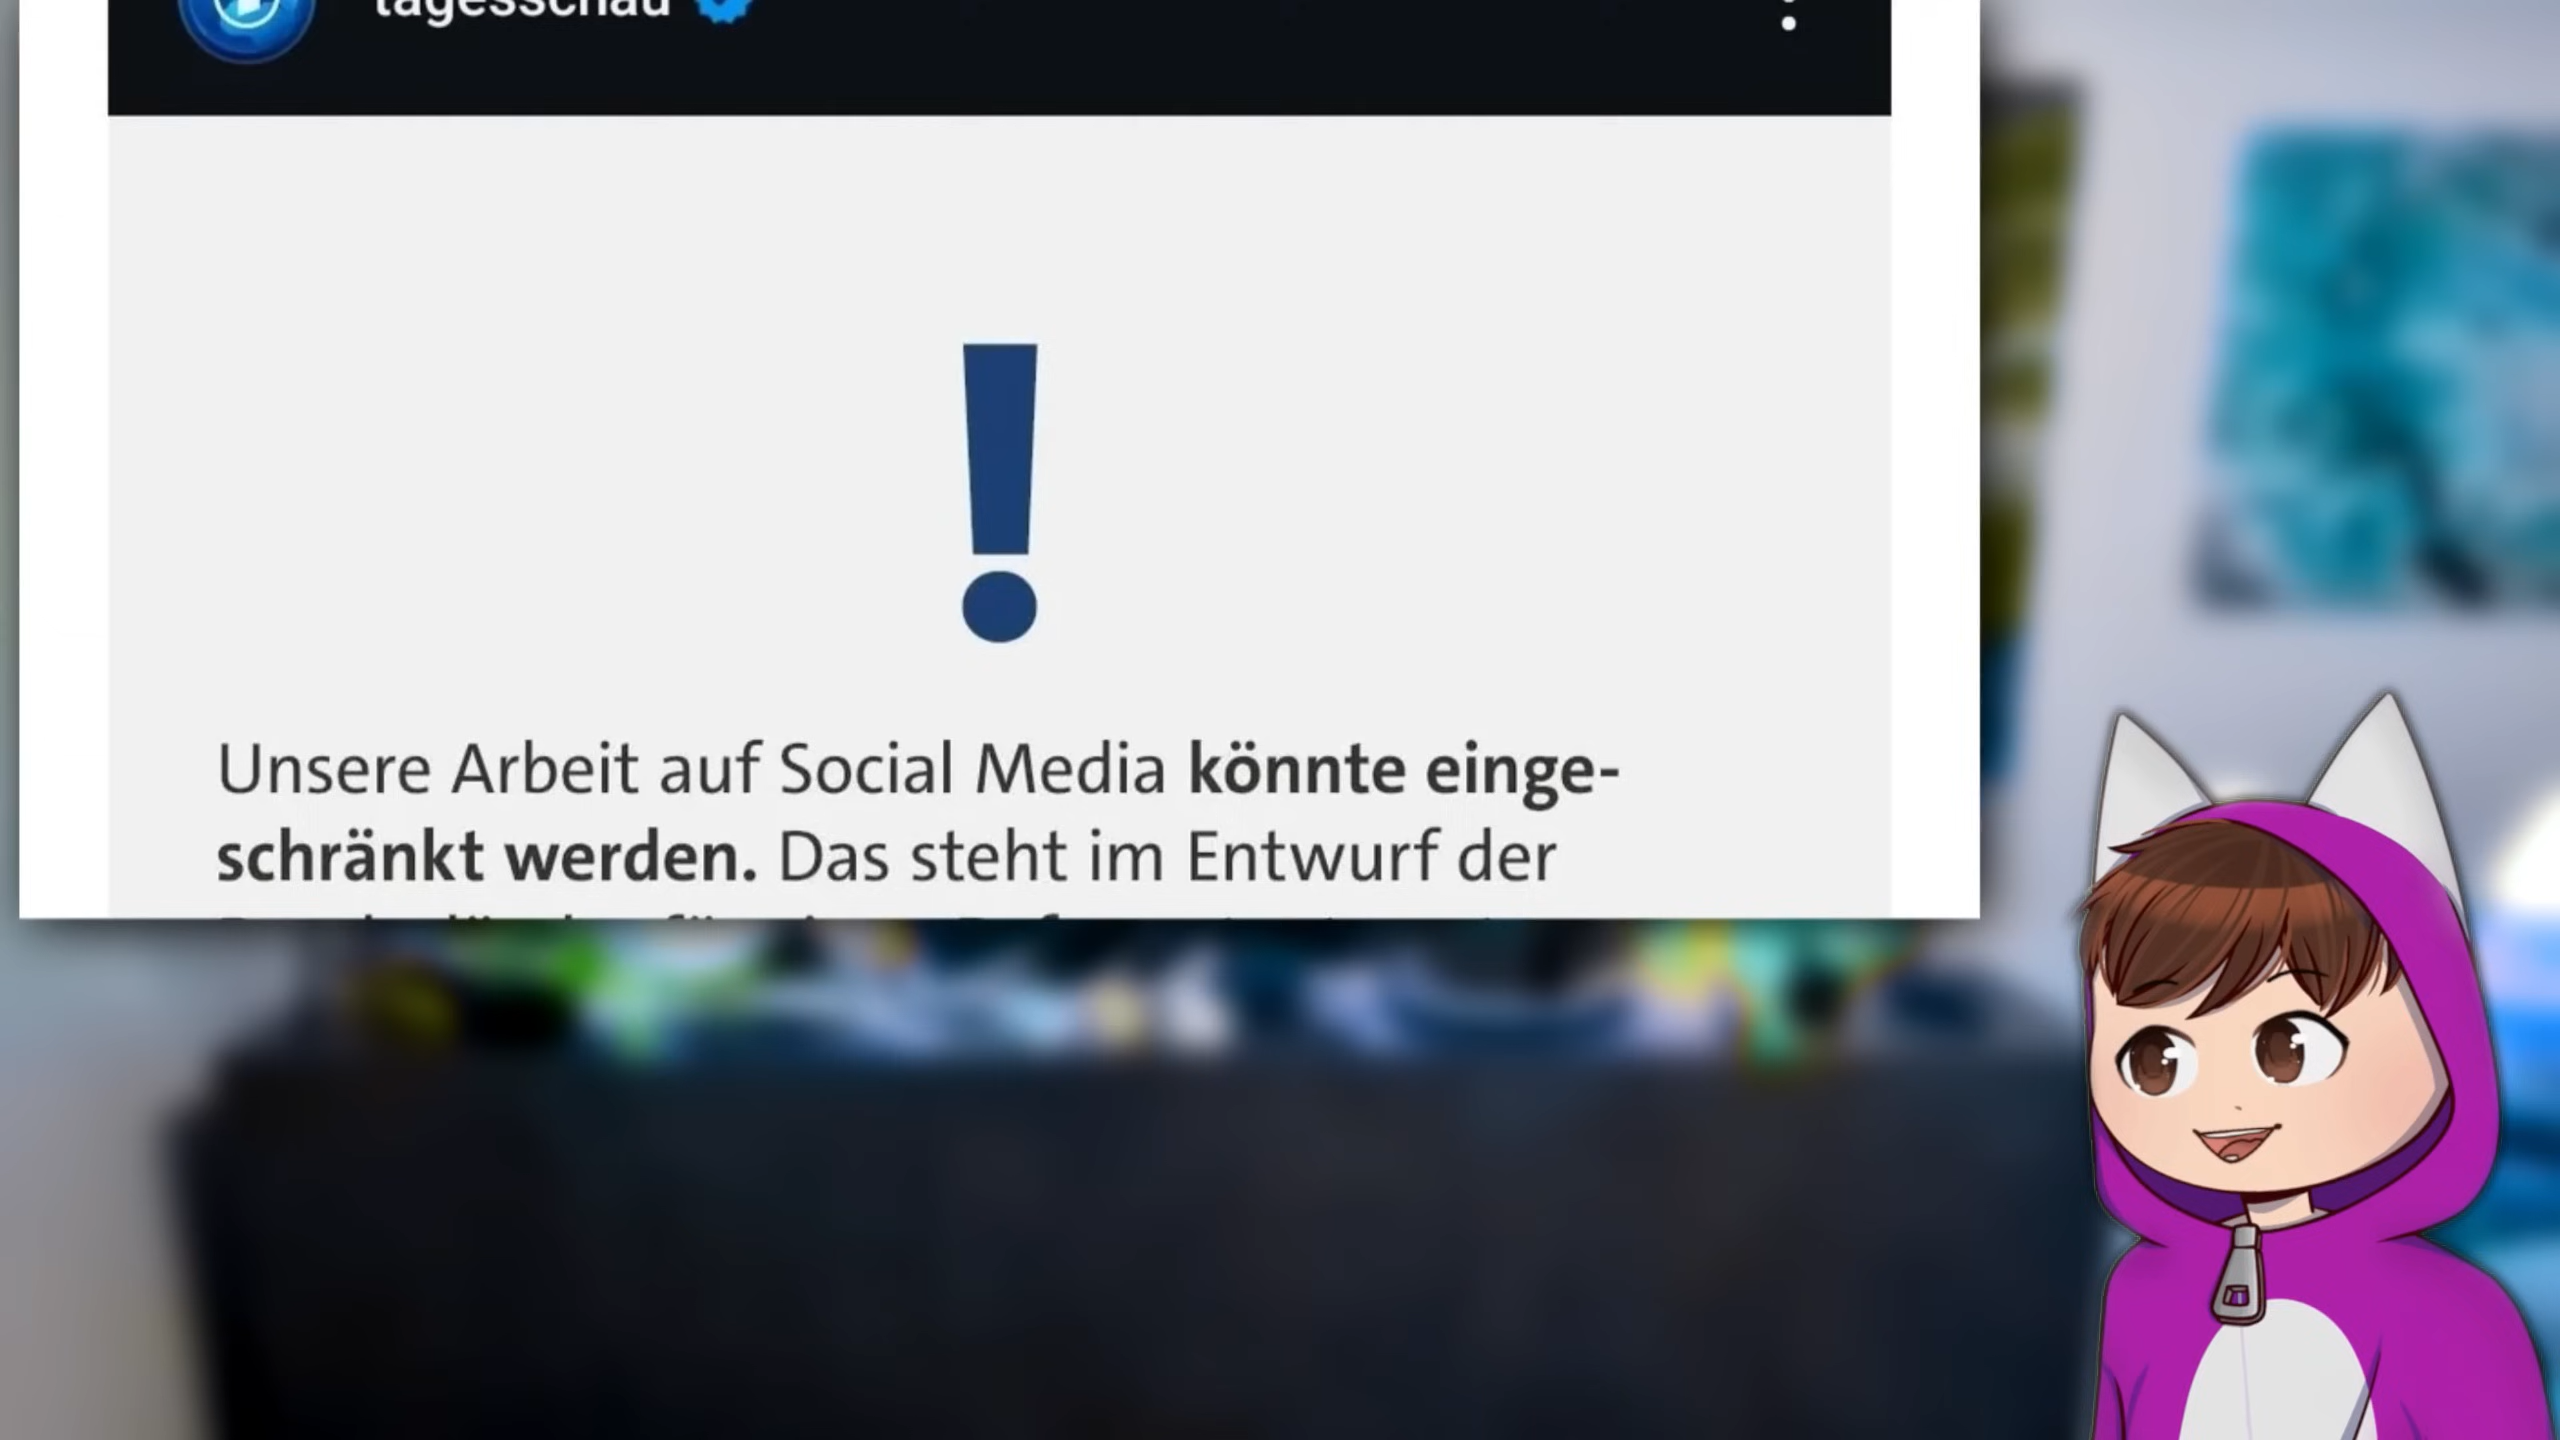 tagesschau
!
Unsere Arbeit auf Social Media könnte einge-
schränkt werden. Das steht im Entwurf der